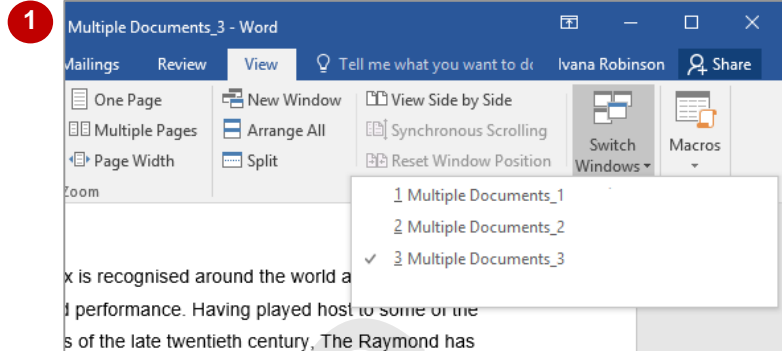 1
Multiple Documents_3 - Word
Mailings Review View Tell me what you want to do Ivana Robinson Share
One Page New Window View Side by Side
Multiple Pages Arrange All Synchronous Scrolling Switch Windows Macros
Page Width Split Reset Window Position
Zoom
1 Multiple Documents_1
2 Multiple Documents_2
3 Multiple Documents_3
x is recognised around the world a
d performance. Having played host to some of the
s of the late twentieth century, The Raymond has